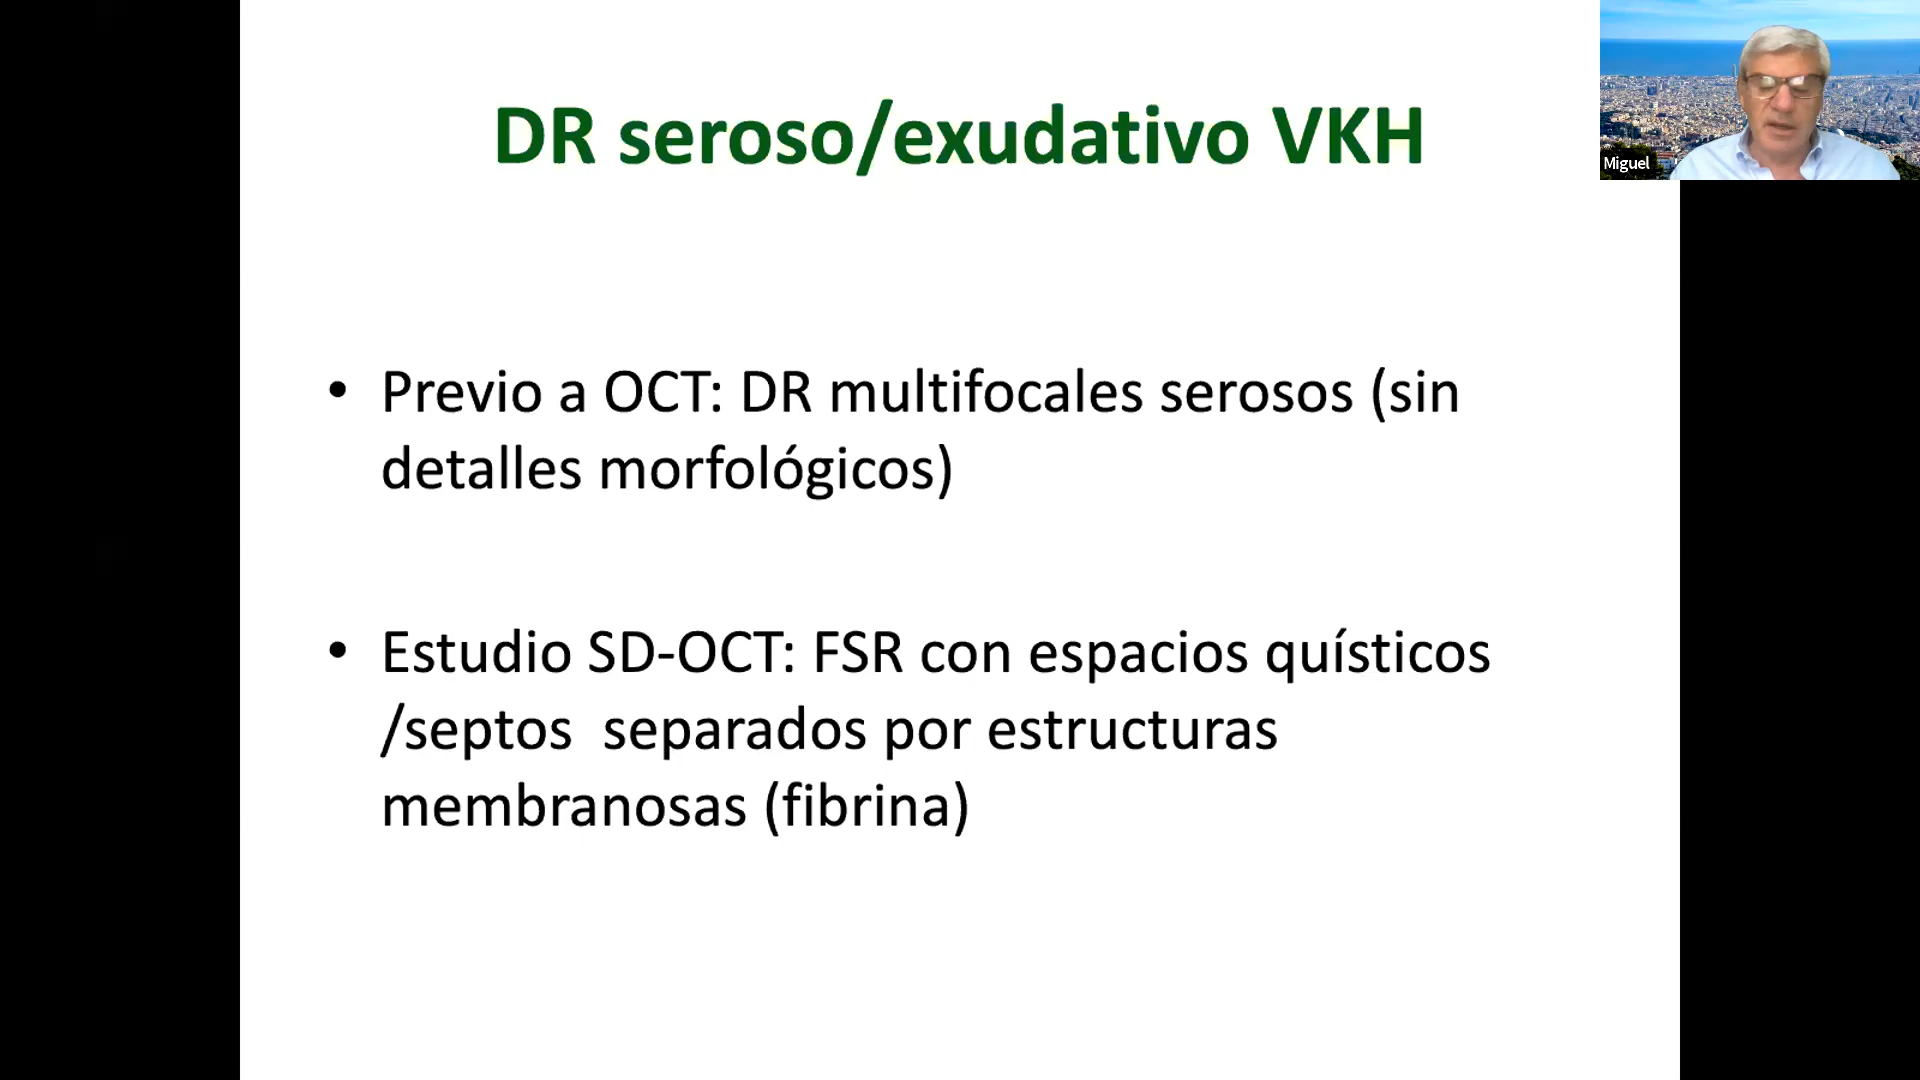 DR seroso/exudativo VKH
Miguel
• Previo a OCT: DR multifocales serosos (sin
detalles morfológicos)
• Estudio SD-OCT: FSR con espacios quísticos
/septos  separados por estructuras
membranosas (fibrina)